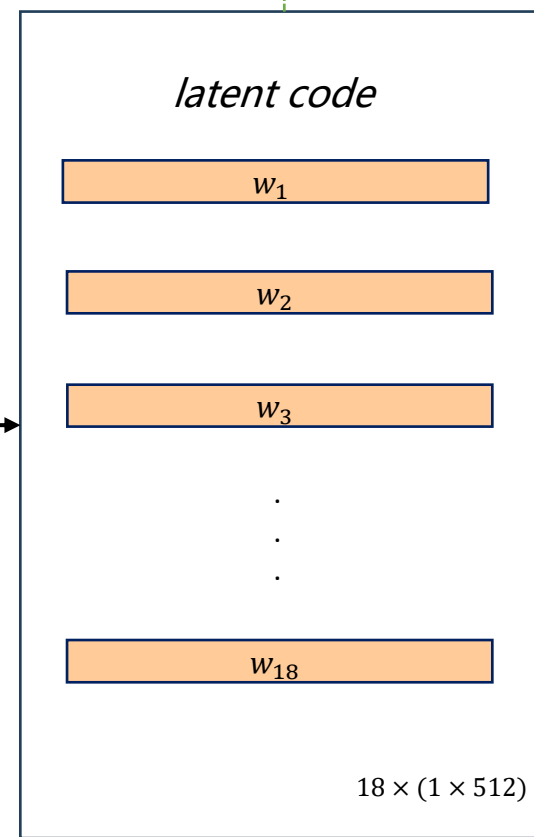 latent code
w₁
w₂
w₃
.
.
.
w₁₈
18 × (1 × 512)